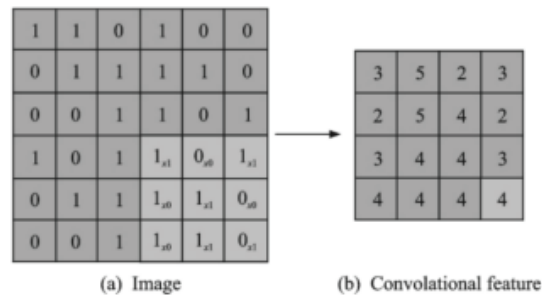 1 1 0 1 0 0
0 1 1 1 1 0
0 0 1 1 0 1
1 0 1 1x1 0x0 1x1
0 1 1 1x0 1x1 0x0
0 0 1 1x0 1x1 0x1
3 5 2 3
2 5 4 2
3 4 4 3
4 4 4 4
(a) Image
(b) Convolational feature